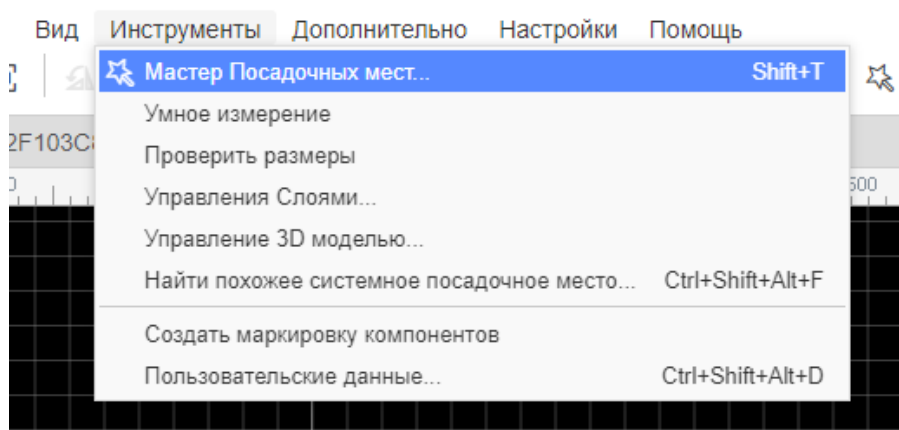 Вид Инструменты Дополнительно Настройки Помощь
Мастер Посадочных мест... Shift+T
Умное измерение
2F103C
Проверить размеры
500
Управления Слоями...
Управление 3D моделью...
Найти похожее системное посадочное место... Ctrl+Shift+Alt+F
Создать маркировку компонентов
Пользовательские данные... Ctrl+Shift+Alt+D